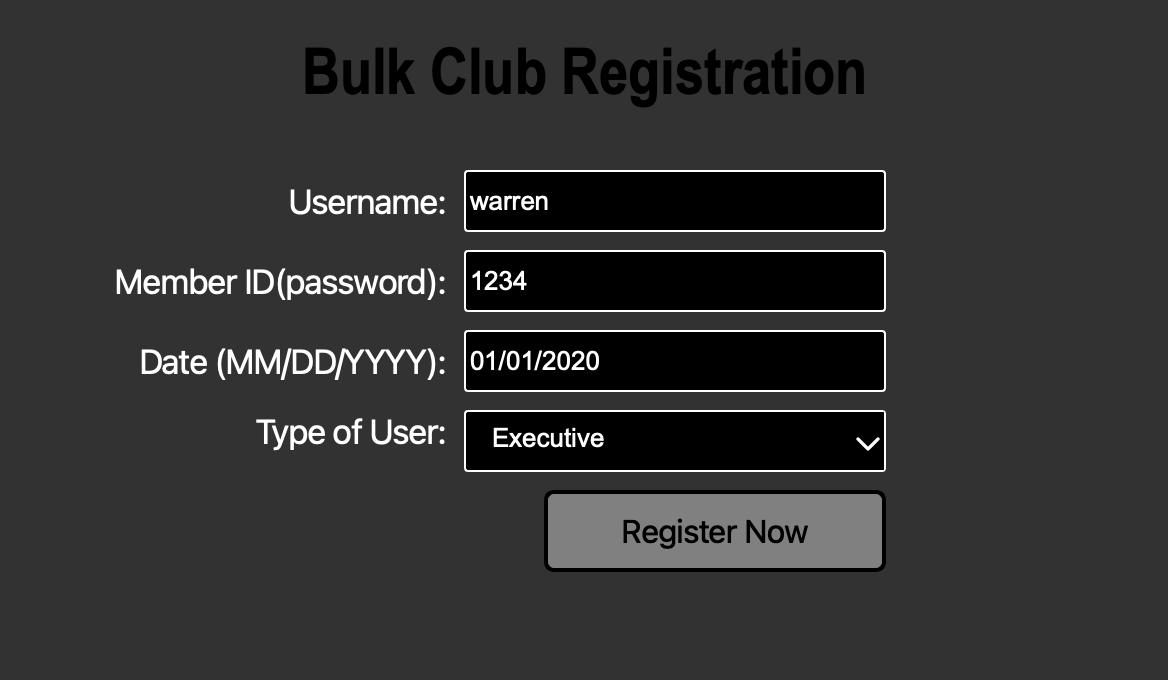 Bulk Club Registration
Username: warren
Member ID(password): 1234
Date (MM/DD/YYYY): 01/01/2020
Type of User: Executive
Register Now